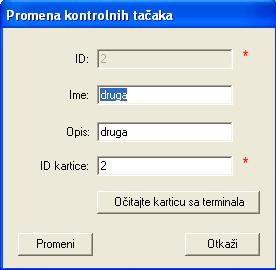 Promena kontrolnih tačaka
ID: 2 *
Ime: druga
Opis: druga
ID kartice: 2 *
Očitajte karticu sa terminala
Promeni Otkaži